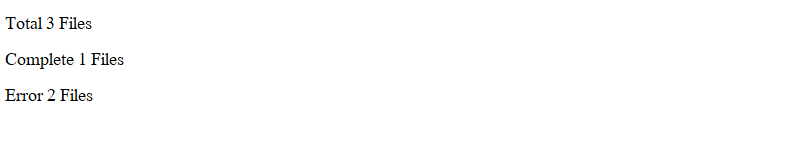 Total 3 Files
Complete 1 Files
Error 2 Files